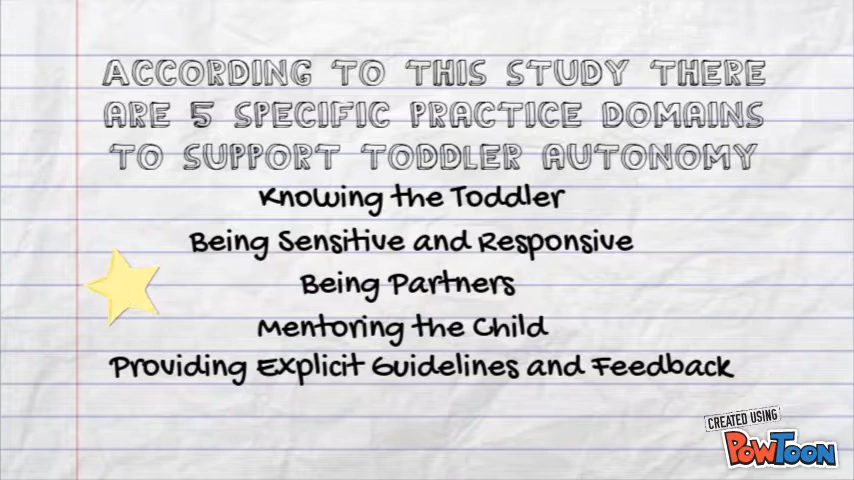 ACCORDING TO THIS STUDY THERE
ARE 5 SPECIFIC PRACTICE DOMAINS
TO SUPPORT TODDLER AUTONOMY
Knowing the Toddler
Being Sensitive and Responsive
Being Partners
Mentoring the Child
Providing Explicit Guidelines and Feedback
CREATED USING
POWTOON